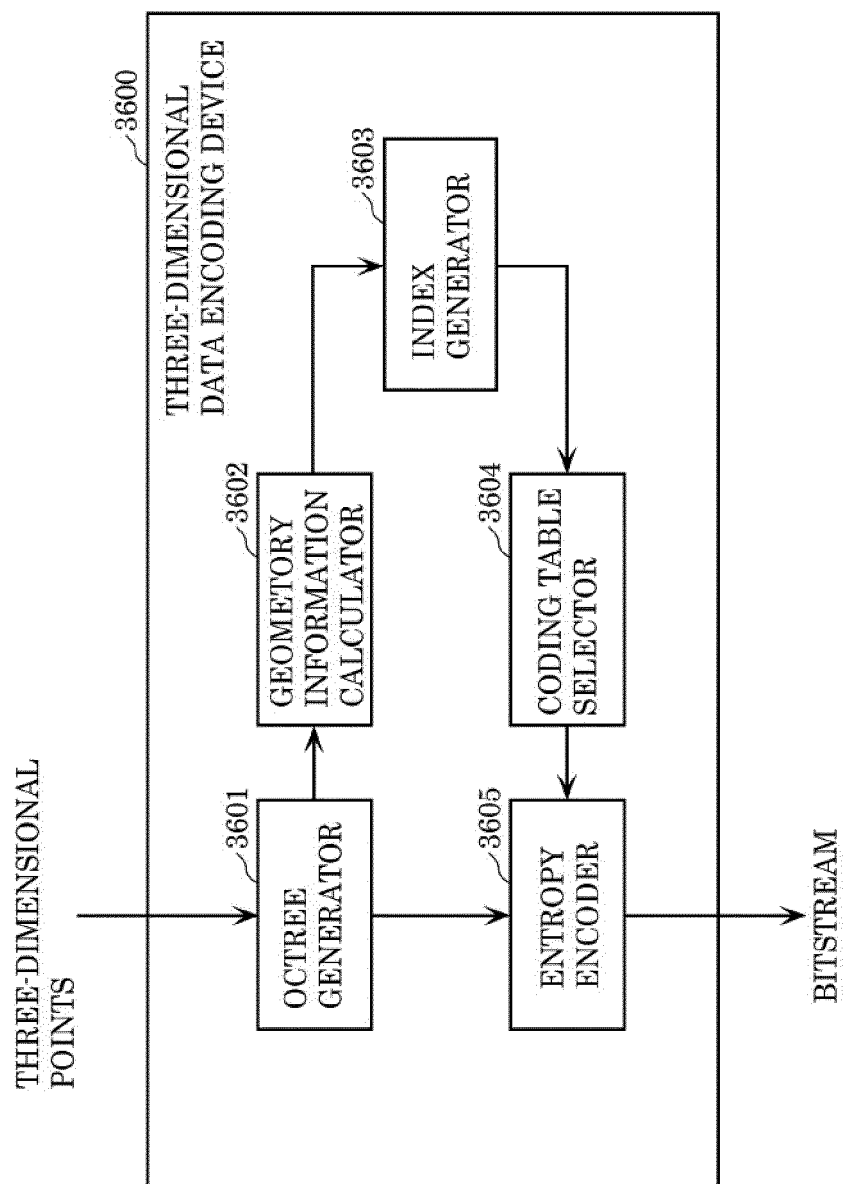 3600
THREE-DIMENSIONAL
DATA ENCODING DEVICE
THREE-DIMENSIONAL
POINTS
3601
OCTREE
GENERATOR
3602
GEOMETORY
INFORMATION
CALCULATOR
3603
INDEX
GENERATOR
3604
CODING TABLE
SELECTOR
3605
ENTROPY
ENCODER
BITSTREAM